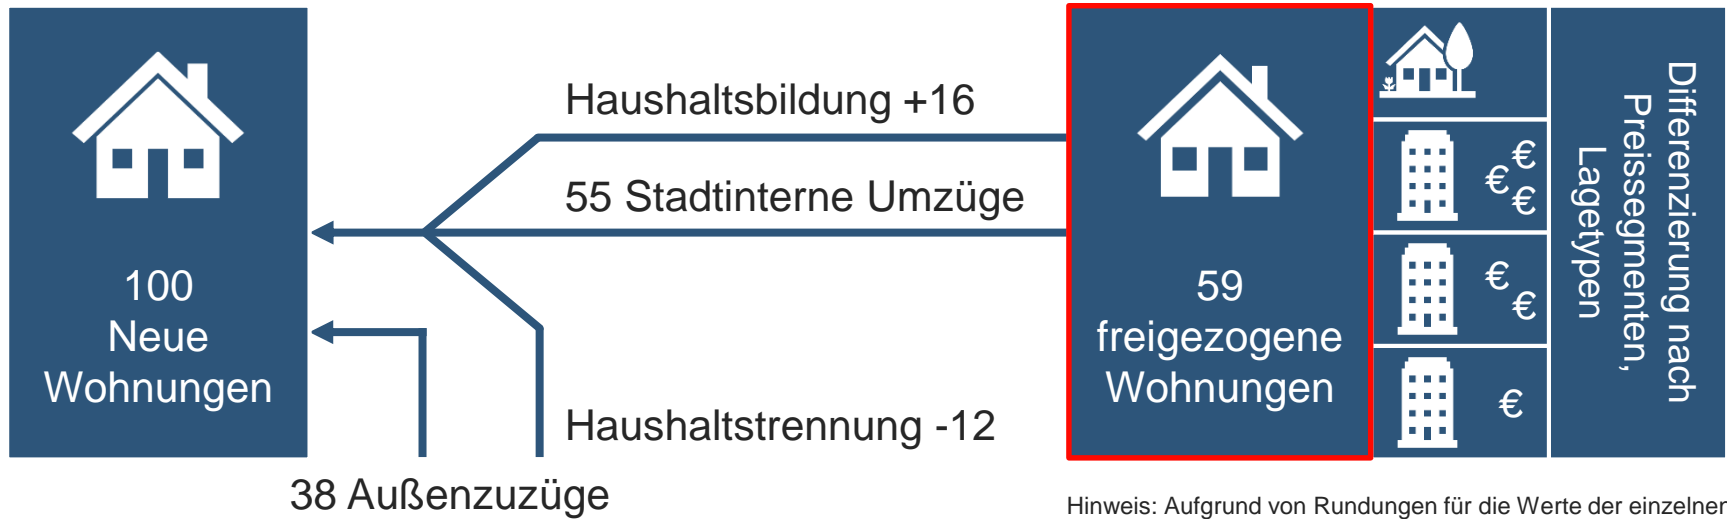 100
Neue
Wohnungen
Haushaltsbildung +16
55 Stadtinterne Umzüge
Haushaltstrennung -12
38 Außenzuzüge
59
freigezogene
Wohnungen
€
€
€
€
€
€
Differenzierung nach
Preissegmenten,
Lagetypen
Hinweis: Aufgrund von Rundungen für die Werte der einzelnen